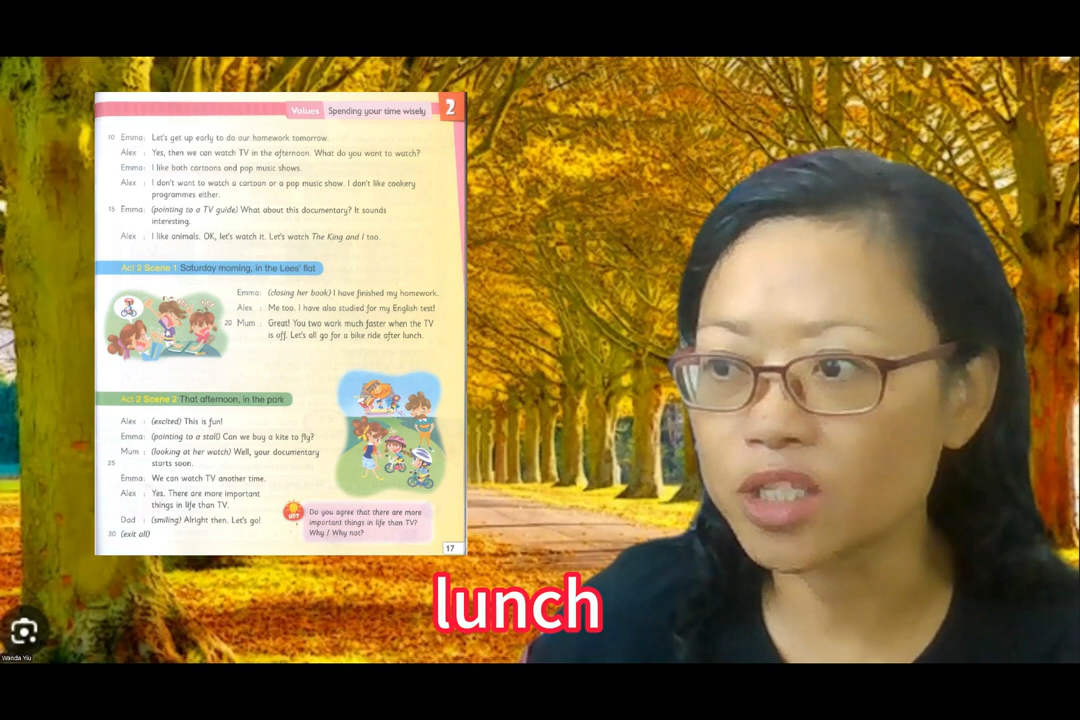 Values Spending your time wisely 2
10 Emma: Let's get up early to do our homework tomorrow.
Alex : Yes, then we can watch TV in the afternoon. What do you want to watch?
Emma: I like both cartoons and pop music shows.
Alex : I don't want to watch a cartoon or a pop music show. I don't like cookery
programmes either.
15 Emma: (pointing to a TV guide) What about this documentary? It sounds
interesting.
Alex : I like animals. OK, let's watch it. Let's watch The King and I too.
Act 2 Scene 1 Saturday morning, in the Lees' flat
Emma: (closing her book) I have finished my homework.
Alex : Me too. I have also studied for my English test!
20 Mum : Great! You two work much faster when the TV
is off. Let's all go for a bike ride after lunch.
Act 2 Scene 2 That afternoon, in the park
Alex : (excited) This is fun!
Emma: (pointing to a stall) Can we buy a kite to fly?
Mum : (looking at her watch) Well, your documentary
25 starts soon.
Emma: We can watch TV another time.
Alex : Yes. There are more important
things in life than TV.
Dad : (smiling) Alright then. Let's go!
30 (exit all)
Do you agree that there are more
important things in life than TV?
Why / Why not?
17
lunch
Wanda Yiu